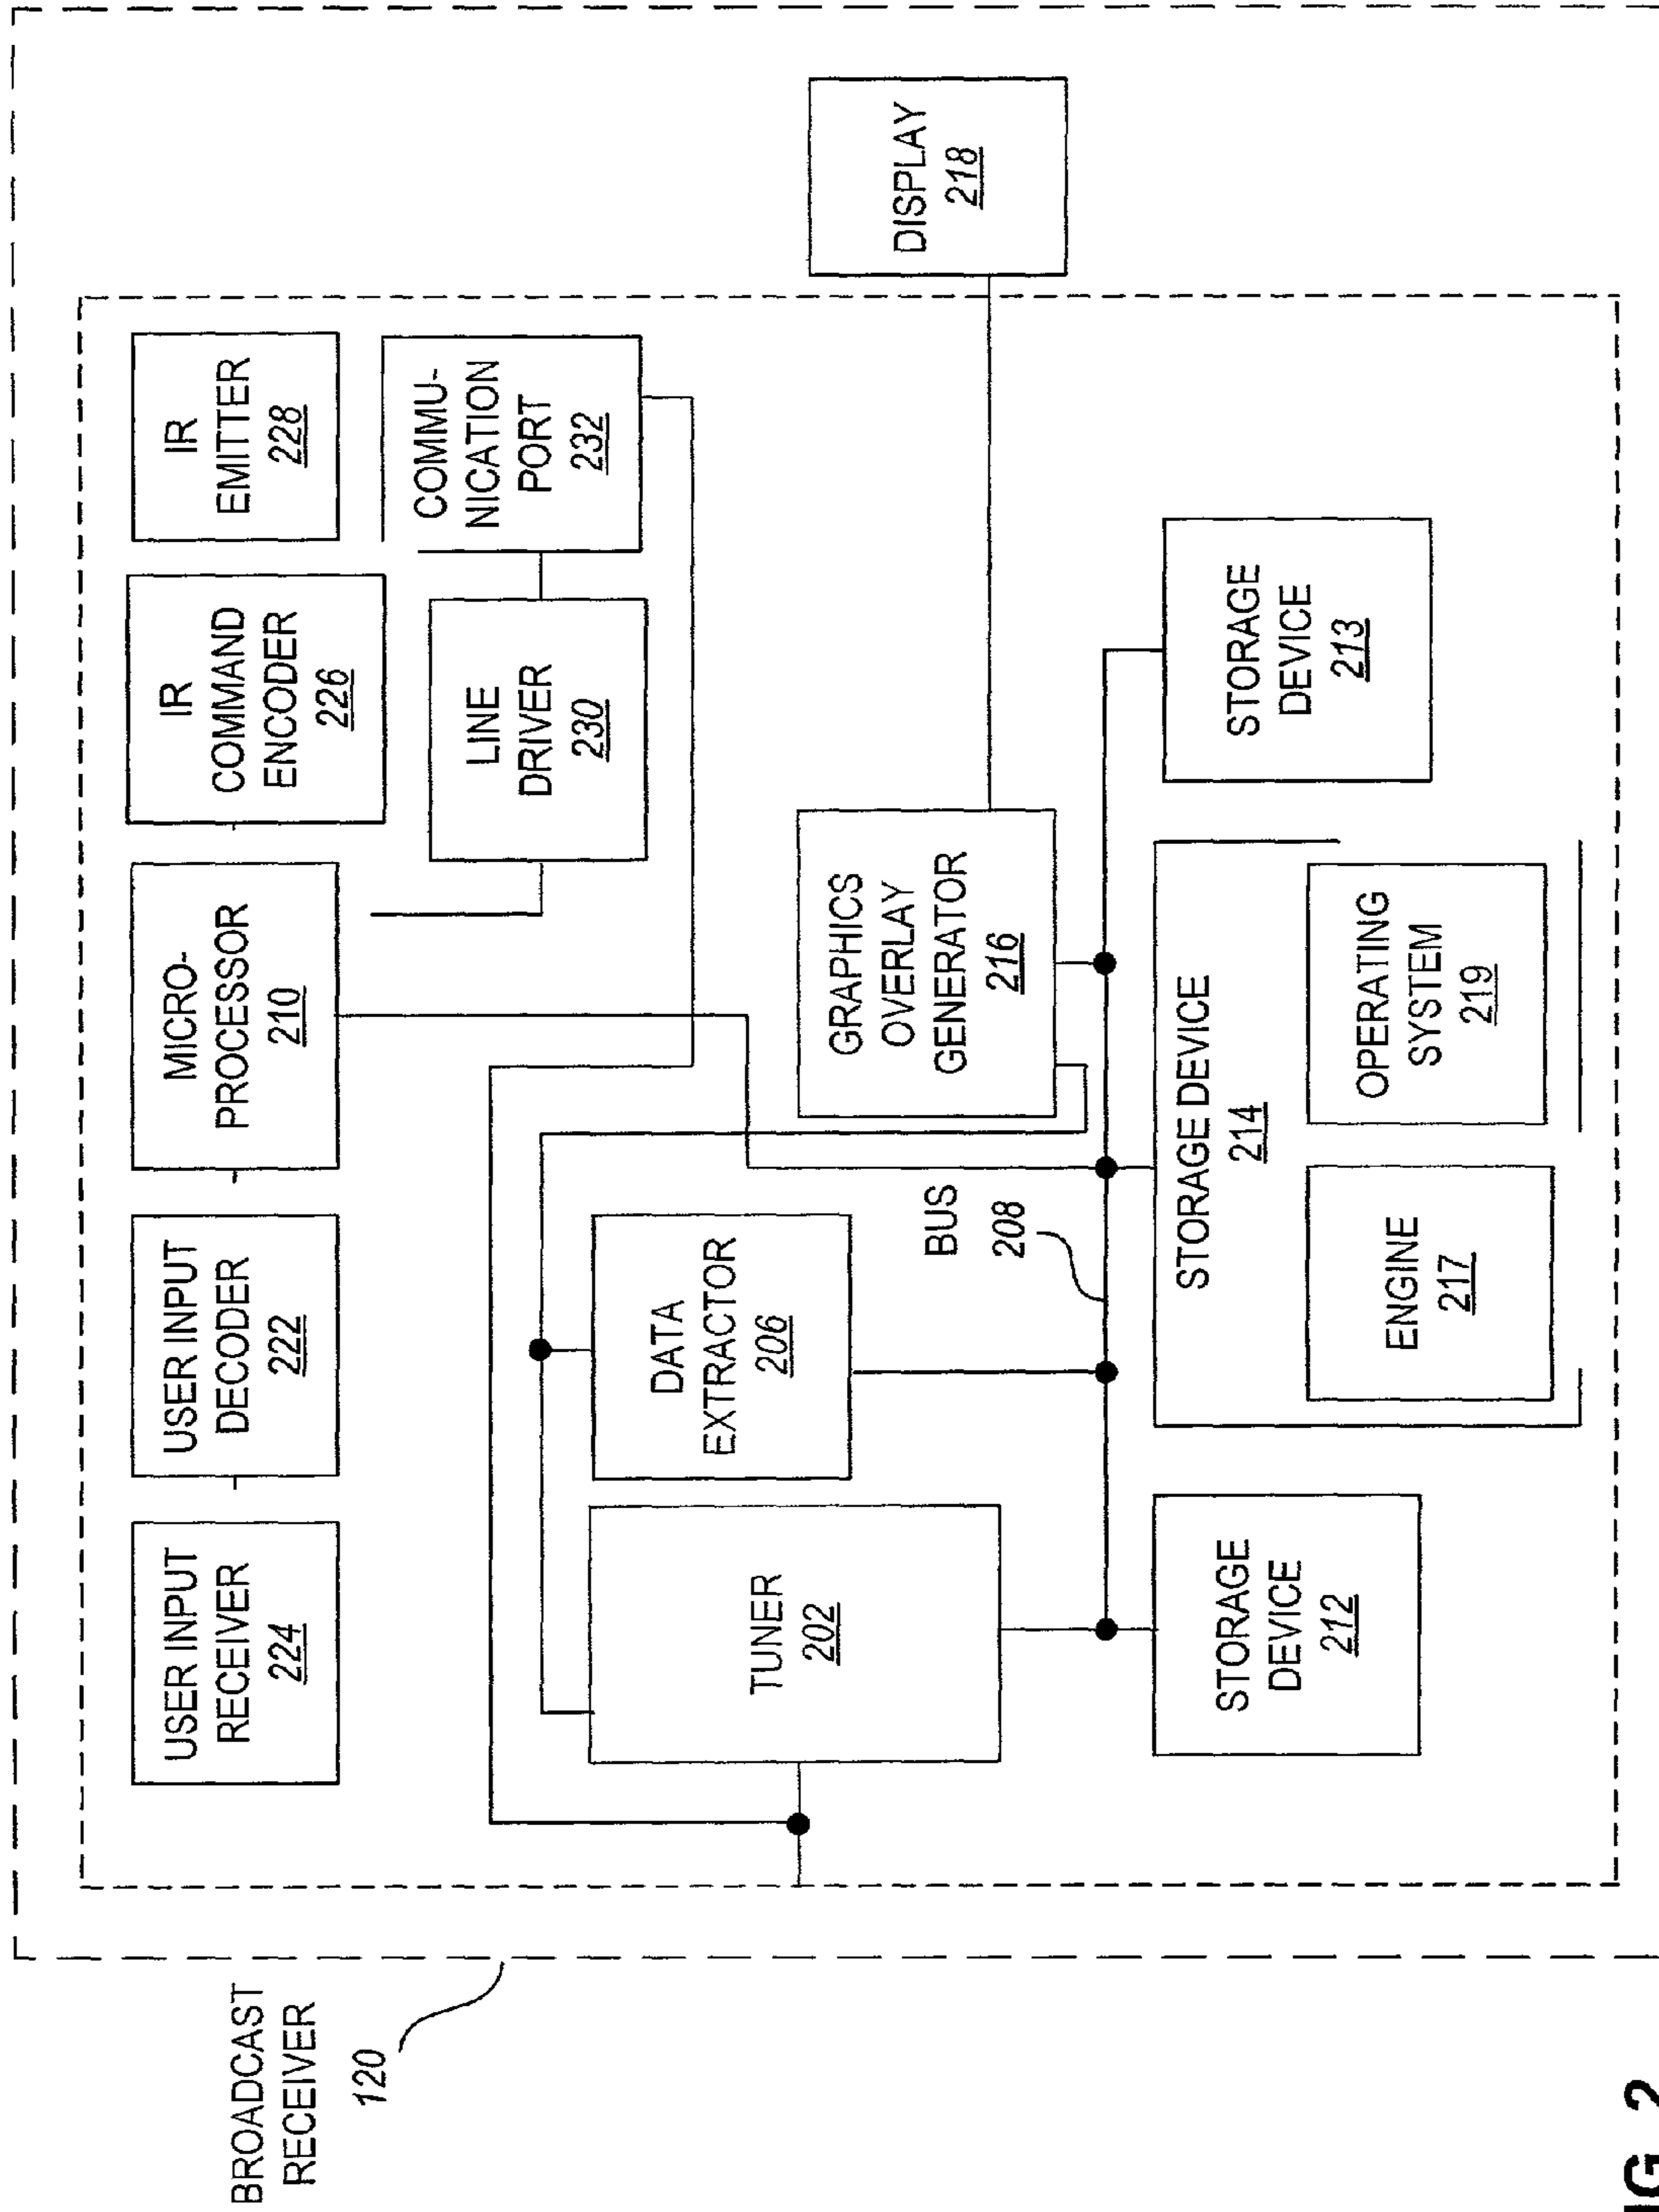 BROADCAST
RECEIVER
120
USER INPUT
RECEIVER
224
USER INPUT
DECODER
222
MICRO-
PROCESSOR
210
IR
COMMAND
ENCODER
226
IR
EMITTER
228
LINE
DRIVER
230
COMMU-
NICATION
PORT
232
TUNER
202
DATA
EXTRACTOR
206
GRAPHICS
OVERLAY
GENERATOR
216
DISPLAY
218
BUS
208
STORAGE
DEVICE
212
STORAGE DEVICE
214
ENGINE
217
OPERATING
SYSTEM
219
STORAGE
DEVICE
213
IG. 2